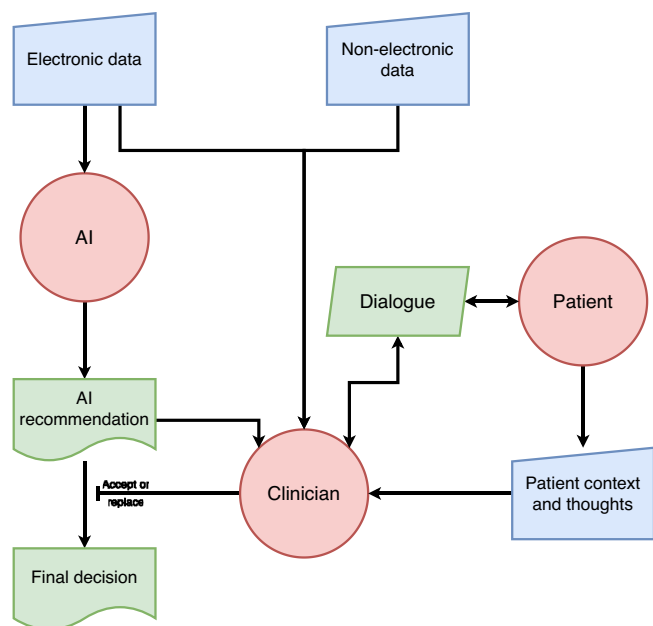 Electronic data
Non-electronic
data
AI
Dialogue
Patient
AI
recommendation
Accept or
replace
Clinician
Patient context
and thoughts
Final decision